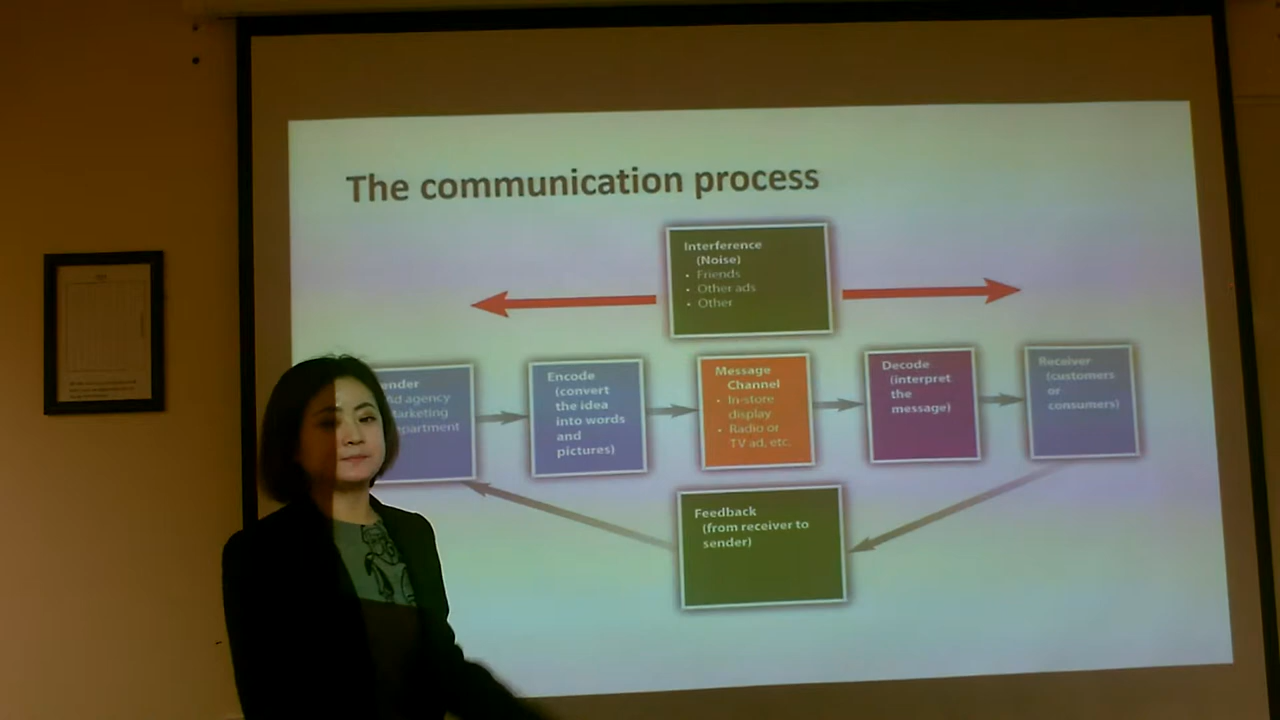 The communication process
Interference
(Noise)
• Friends
• Other ads
• Other
ender
Ad agency
arketing
epartment
Encode
(convert
the idea
into words
and
pictures)
Message
Channel
• In-store
display
• Radio or
TV ad, etc.
Decode
(interpret
the
message)
Receiver
(customers
or
consumers)
Feedback
(from receiver to
sender)